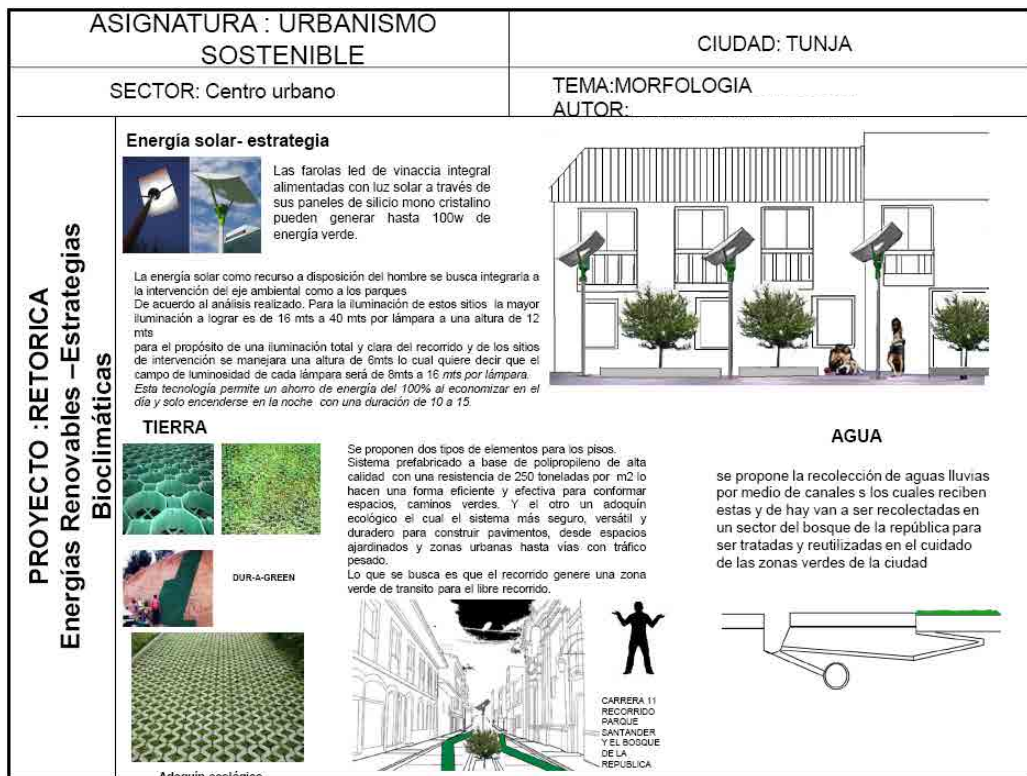 ASIGNATURA : URBANISMO
SOSTENIBLE
CIUDAD: TUNJA
SECTOR: Centro urbano
TEMA:MORFOLOGIA
AUTOR:
PROYECTO :RETORICA
Energías Renovables –Estrategias
Bioclimáticas
Energía solar- estrategia
Las farolas led de vinaccia integral
alimentadas con luz solar a través de
sus paneles de silicio mono cristalino
pueden generar hasta 100w de
energía verde.
La energía solar como recurso a disposición del hombre se busca integrarla a
la intervención del eje ambiental como a los parques
De acuerdo al análisis realizado. Para la iluminación de estos sitios la mayor
iluminación a lograr es de 16 mts a 40 mts por lámpara a una altura de 12
mts
para el propósito de una iluminación total y clara del recorrido y de los sitios
de intervención se manejara una altura de 6mts lo cual quiere decir que el
campo de luminosidad de cada lámpara será de 8mts a 16 mts por lámpara.
Esta tecnología permite un ahorro de energía del 100% al economizar en el
día y solo encenderse en la noche con una duración de 10 a 15.
TIERRA
DUR-A-GREEN
Adoquín ecológico
Se proponen dos tipos de elementos para los pisos.
Sistema prefabricado a base de polipropileno de alta
calidad con una resistencia de 250 toneladas por m2 lo
hacen una forma eficiente y efectiva para conformar
espacios, caminos verdes. Y el otro un adoquín
ecológico el cual el sistema más seguro, versátil y
duradero para construir pavimentos, desde espacios
ajardinados y zonas urbanas hasta vías con tráfico
pesado.
Lo que se busca es que el recorrido genere una zona
verde de transito para el libre recorrido.
CARRERA 11
RECORRIDO
PARQUE
SANTANDER
Y EL BOSQUE
DE LA
REPUBLICA
AGUA
se propone la recolección de aguas lluvias
por medio de canales s los cuales reciben
estas y de hay van a ser recolectadas en
un sector del bosque de la república para
ser tratadas y reutilizadas en el cuidado
de las zonas verdes de la ciudad